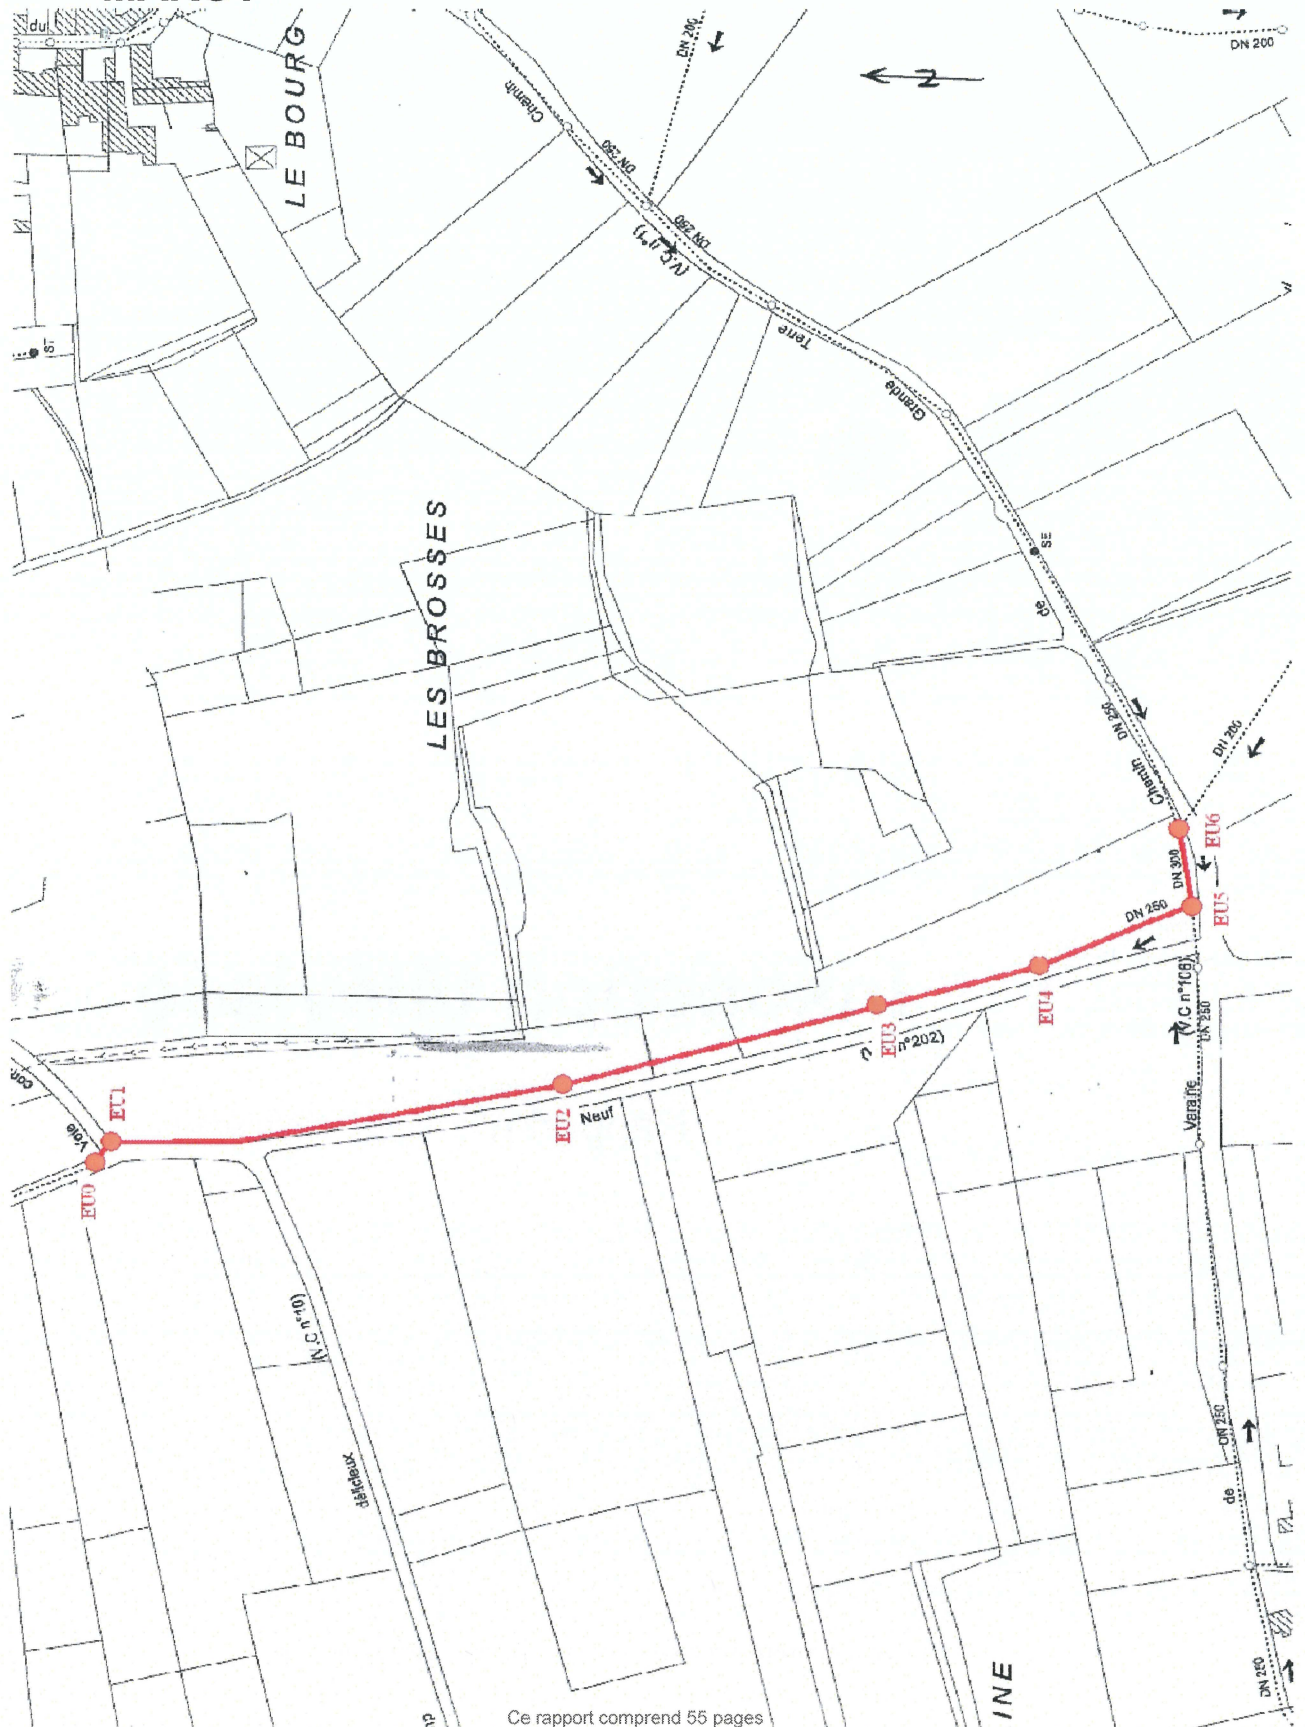 du
LE BOURG
DN 200
N
DN 200
Chemin
DN 250
(V.C n°1)
DN 250
Terre
ST
Grande
LES BROSSES
SE
de
DN 250
DN 200
Chemin
EU6
DN 300
EU5
DN 250
EU4
(V.C n°106)
DN 250
EU3
n°202)
EU2
Neuf
EU1
Voie
EU0
Varaine
(V.C n°10)
délicieux
DN 250
de
DN 250
INE
Ce rapport comprend 55 pages